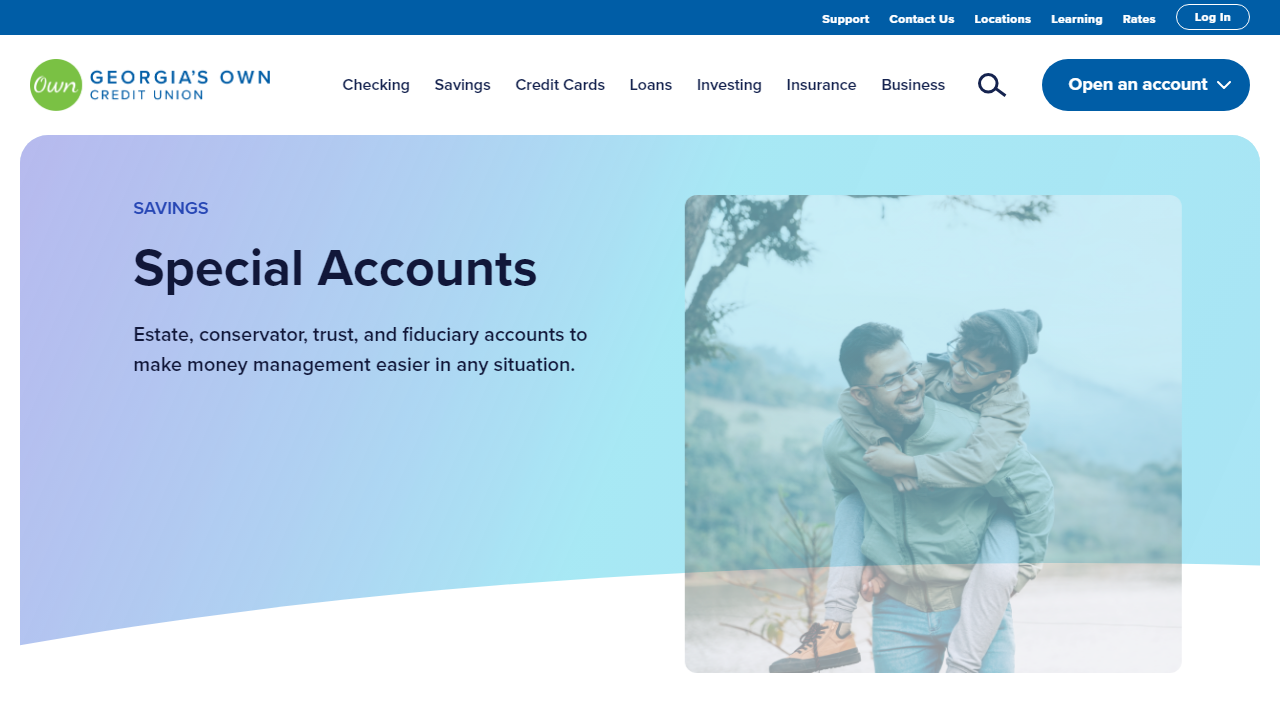 Support Contact Us Locations Learning Rates Log In
Own GEORGIA'S OWN
CREDIT UNION
Checking Savings Credit Cards Loans Investing Insurance Business
Open an account
SAVINGS
Special Accounts
Estate, conservator, trust, and fiduciary accounts to
make money management easier in any situation.